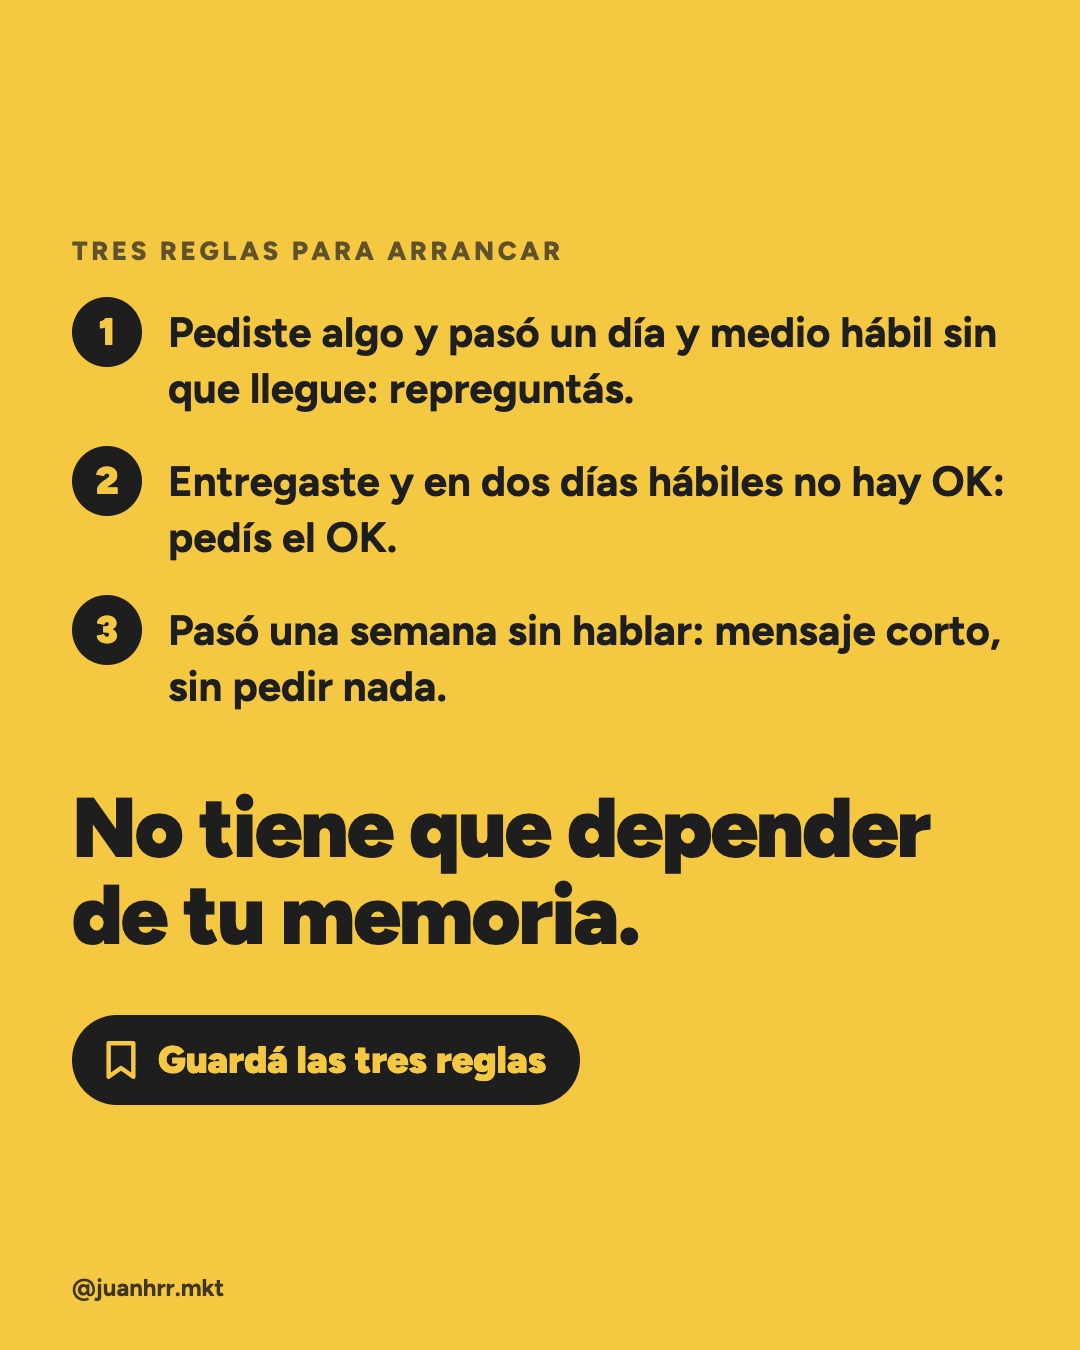 TRES REGLAS PARA ARRANCAR
1 Pediste algo y pasó un día y medio hábil sin
que llegue: repreguntás.
2 Entregaste y en dos días hábiles no hay OK:
pedís el OK.
3 Pasó una semana sin hablar: mensaje corto,
sin pedir nada.
No tiene que depender
de tu memoria.
Guardá las tres reglas
@juanhrr.mkt